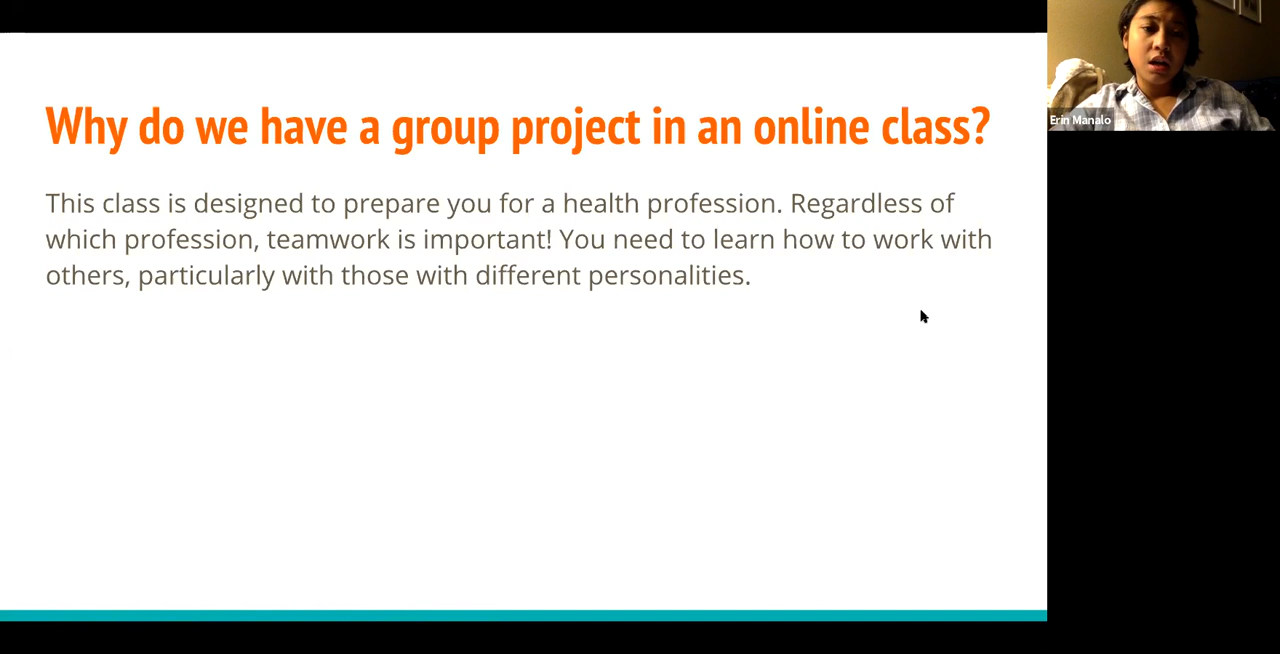 Why do we have a group project in an online class?
This class is designed to prepare you for a health profession. Regardless of
which profession, teamwork is important! You need to learn how to work with
others, particularly with those with different personalities.
Erin Manalo